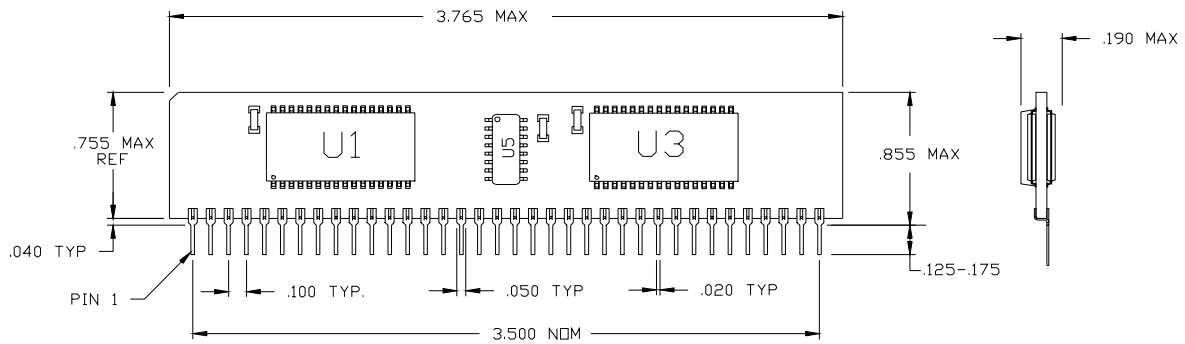 3.765 MAX
.190 MAX
.755 MAX
REF
U1
U5
U3
.855 MAX
.040 TYP
.125-.175
PIN 1
.100 TYP.
.050 TYP
.020 TYP
3.500 NOM